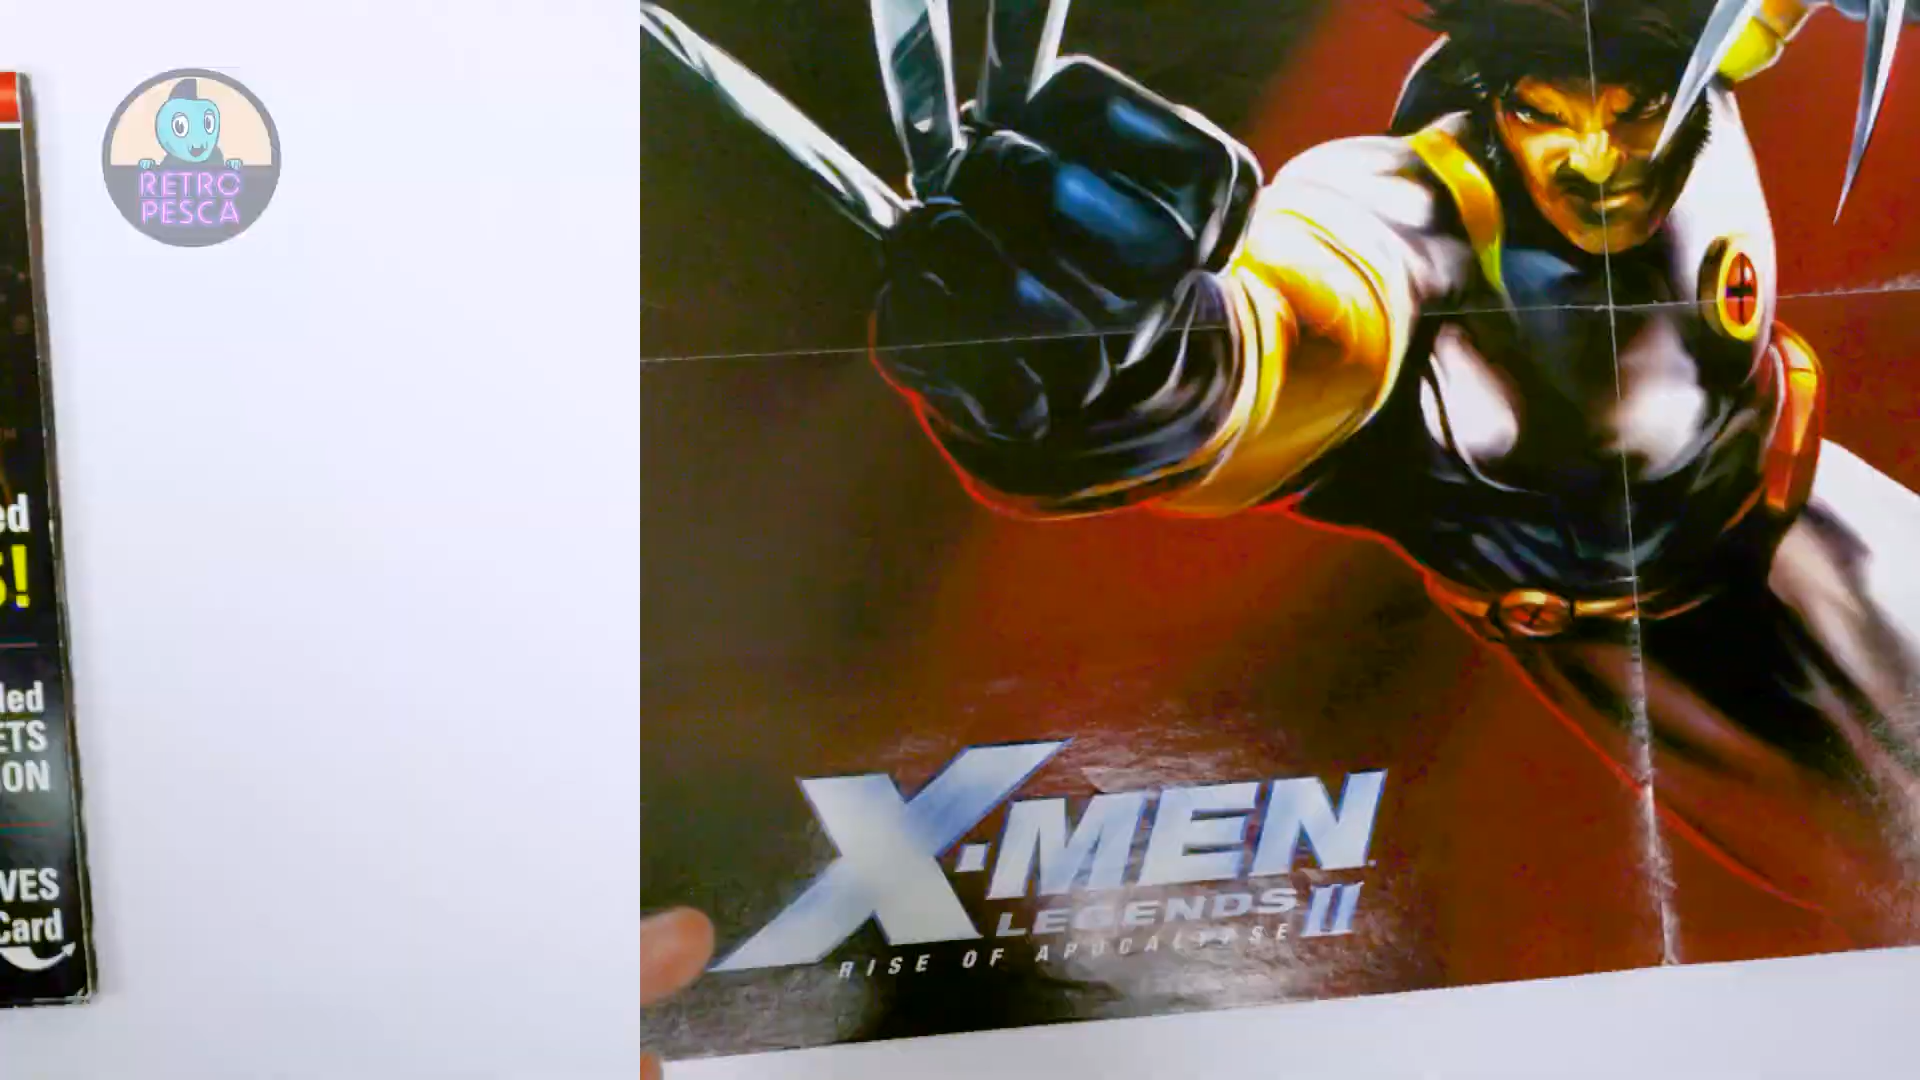 RETRO
PESCA
ed
!
led
ETS
ON
VES
Card
X-MEN
LEGENDS II
RISE OF APOCALYPSE